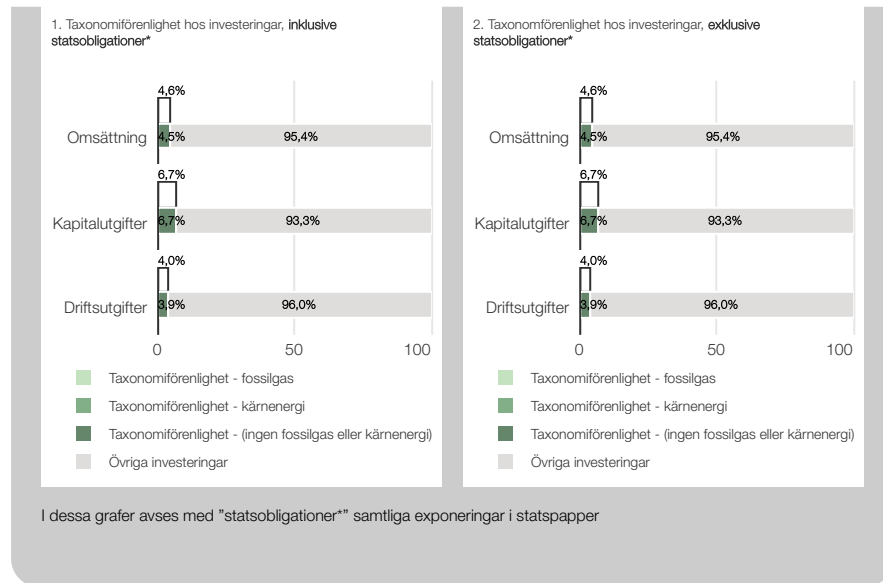 1. Taxonomiförenlighet hos investeringar, inklusive
statsobligationer*
4,6%
Omsättning 4,5% 95,4%
6,7%
Kapitalutgifter 6,7% 93,3%
4,0%
Driftsutgifter 3,9% 96,0%
0 50 100
Taxonomiförenlighet - fossilgas
Taxonomiförenlighet - kärnenergi
Taxonomiförenlighet - (ingen fossilgas eller kärnenergi)
Övriga investeringar
2. Taxonomförenlighet hos investeringar, exklusive
statsobligationer*
4,6%
Omsättning 4,5% 95,4%
6,7%
Kapitalutgifter 6,7% 93,3%
4,0%
Driftsutgifter 3,9% 96,0%
0 50 100
Taxonomiförenlighet - fossilgas
Taxonomiförenlighet - kärnenergi
Taxonomiförenlighet - (ingen fossilgas eller kärnenergi)
Övriga investeringar
I dessa grafer avses med ”statsobligationer*” samtliga exponeringar i statspapper